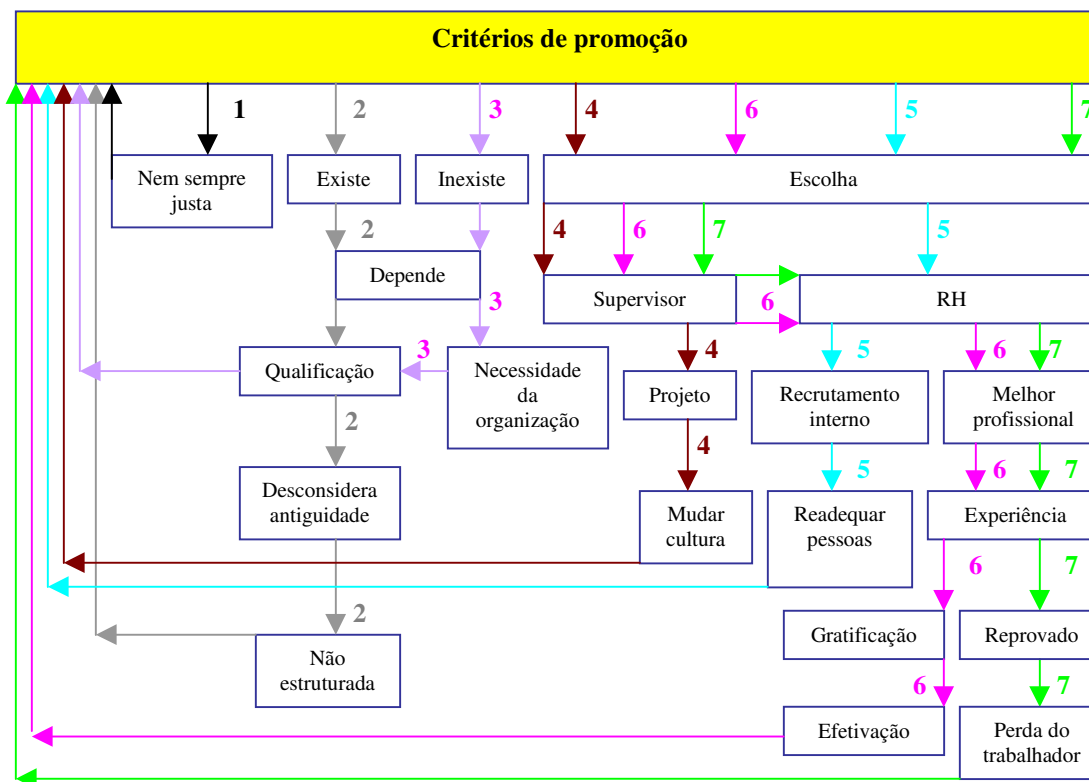 Critérios de promoção
1
2
3
4
6
5
7
Nem sempre
justa
Existe
Inexiste
Escolha
2
4
6
7
5
Depende
Supervisor
RH
3
6
4
5
6
7
Qualificação
3
Necessidade
da
organização
Projeto
Recrutamento
interno
Melhor
profissional
2
4
5
6
7
Desconsidera
antiguidade
Mudar
cultura
Readequar
pessoas
Experiência
6
7
2
Não
estruturada
Gratificação
Reprovado
6
7
Efetivação
Perda do
trabalhador